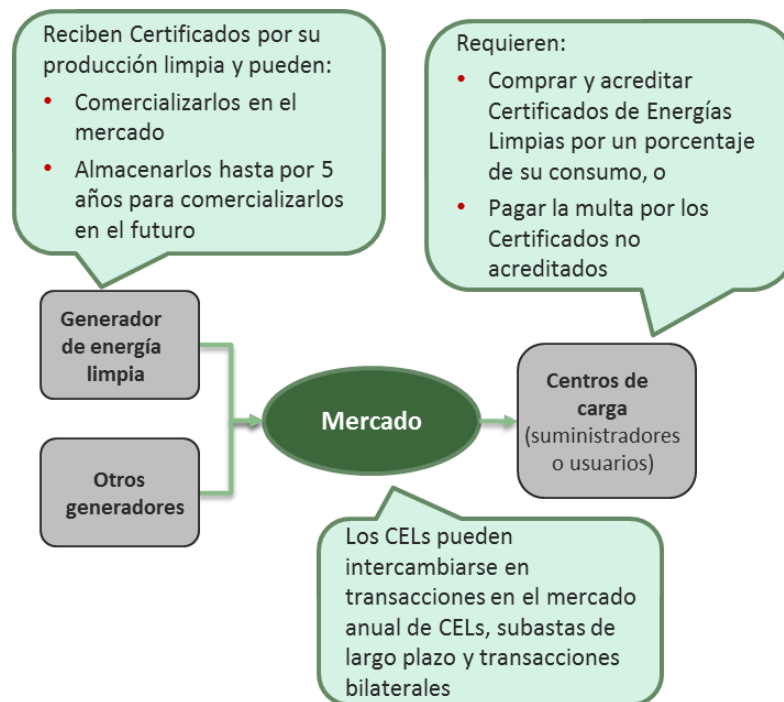 Reciben Certificados por su
producción limpia y pueden:
• Comercializarlos en el
mercado
• Almacenarlos hasta por 5
años para comercializarlos
en el futuro
Requieren:
• Comprar y acreditar
Certificados de Energías
Limpias por un porcentaje
de su consumo, o
• Pagar la multa por los
Certificados no
acreditados
Generador
de energía
limpia
Otros
generadores
Mercado
Centros de
carga
(suministradores
o usuarios)
Los CELs pueden
intercambiarse en
transacciones en el mercado
anual de CELs, subastas de
largo plazo y transacciones
bilaterales